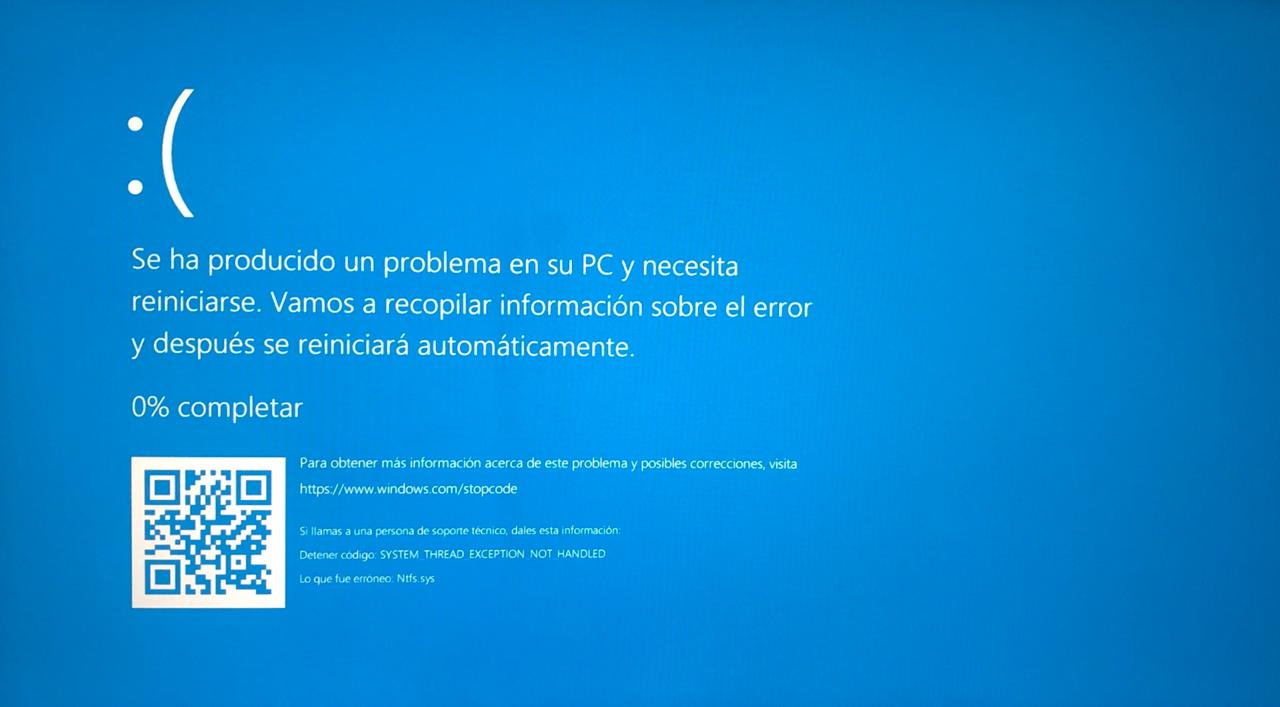 :(
Se ha producido un problema en su PC y necesita
reiniciarse. Vamos a recopilar información sobre el error
y después se reiniciará automáticamente.
0% completar
Para obtener más información acerca de este problema y posibles correcciones, visita
https://www.windows.com/stopcode
Si llamas a una persona de soporte técnico, dales esta información:
Detener código: SYSTEM THREAD EXCEPTION NOT HANDLED
Lo que fue erróneo: Ntfs.sys